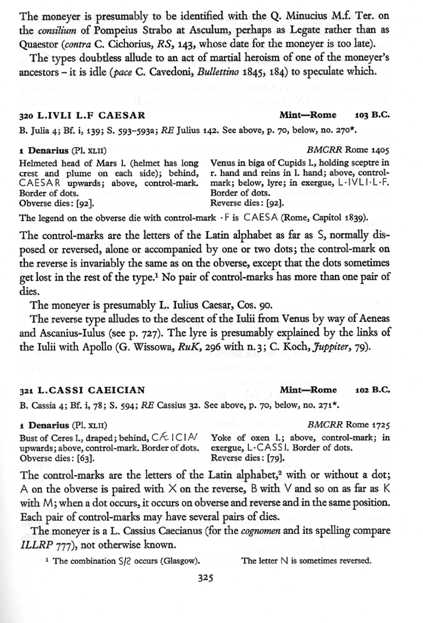 The moneyer is presumably to be identified with the Q. Minucius M.f. Ter. on
the consilium of Pompeius Strabo at Asculum, perhaps as Legate rather than as
Quaestor (contra C. Cichorius, RS, 143, whose date for the moneyer is too late).
The types doubtless allude to an act of martial heroism of one of the moneyer's
ancestors – it is idle (pace C. Cavedoni, Bullettino 1845, 184) to speculate which.
320 L.IVLI L.F CAESAR Mint—Rome 103 B.C.
B. Julia 4; Bf. i, 139; S. 593–593a; RE Julius 142. See above, p. 70, below, no. 270*.
1 Denarius (Pl. XLII) BMCRR Rome 1405
Helmeted head of Mars l. (helmet has long
crest and plume on each side); behind,
CAESAR upwards; above, control-mark.
Border of dots.
Obverse dies: [92].
Venus in biga of Cupids l., holding sceptre in
r. hand and reins in l. hand; above, control-
mark; below, lyre; in exergue, L·IVLI·L·F.
Border of dots.
Reverse dies: [92].
The legend on the obverse die with control-mark ·F is CAESA (Rome, Capitol 1839).
The control-marks are the letters of the Latin alphabet as far as S, normally dis-
posed or reversed, alone or accompanied by one or two dots; the control-mark on
the reverse is invariably the same as on the obverse, except that the dots sometimes
get lost in the rest of the type.¹ No pair of control-marks has more than one pair of
dies.
The moneyer is presumably L. Iulius Caesar, Cos. 90.
The reverse type alludes to the descent of the Iulii from Venus by way of Aeneas
and Ascanius-Iulus (see p. 727). The lyre is presumably explained by the links of
the Iulii with Apollo (G. Wissowa, RuK, 296 with n.3; C. Koch, Juppiter, 79).
321 L.CASSI CAEICIAN Mint—Rome 102 B.C.
B. Cassia 4; Bf. i, 78; S. 594; RE Cassius 32. See above, p. 70, below, no. 271*.
1 Denarius (Pl. XLII) BMCRR Rome 1725
Bust of Ceres l., draped; behind,
upwards; above, control-mark. Border of dots.
Obverse dies: [63].
Yoke of oxen l.; above, control-mark; in
exergue, L·CASSI. Border of dots.
Reverse dies: [79].
The control-marks are the letters of the Latin alphabet,² with or without a dot;
A on the obverse is paired with X on the reverse, B with V and so on as far as K
with M; when a dot occurs, it occurs on obverse and reverse and in the same position.
Each pair of control-marks may have several pairs of dies.
The moneyer is a L. Cassius Caecianus (for the cognomen and its spelling compare
ILLRP 777), not otherwise known.
¹ The combination occurs (Glasgow). The letter N is sometimes reversed.
325